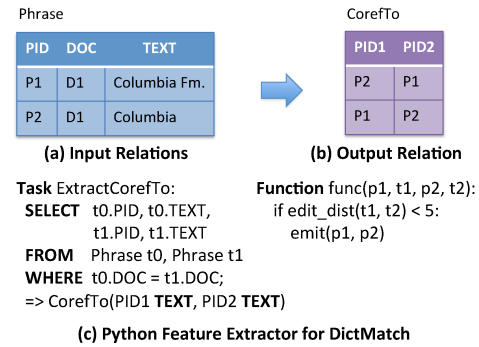 Phrase
CorefTo
PID DOC TEXT
P1 D1 Columbia Fm.
P2 D1 Columbia
PID1 PID2
P2 P1
P1 P2
(a) Input Relations
(b) Output Relation
Task ExtractCorefTo:
SELECT t0.PID, t0.TEXT,
t1.PID, t1.TEXT
FROM Phrase t0, Phrase t1
WHERE t0.DOC = t1.DOC;
=> CorefTo(PID1 TEXT, PID2 TEXT)
Function func(p1, t1, p2, t2):
if edit_dist(t1, t2) < 5:
emit(p1, p2)
(c) Python Feature Extractor for DictMatch